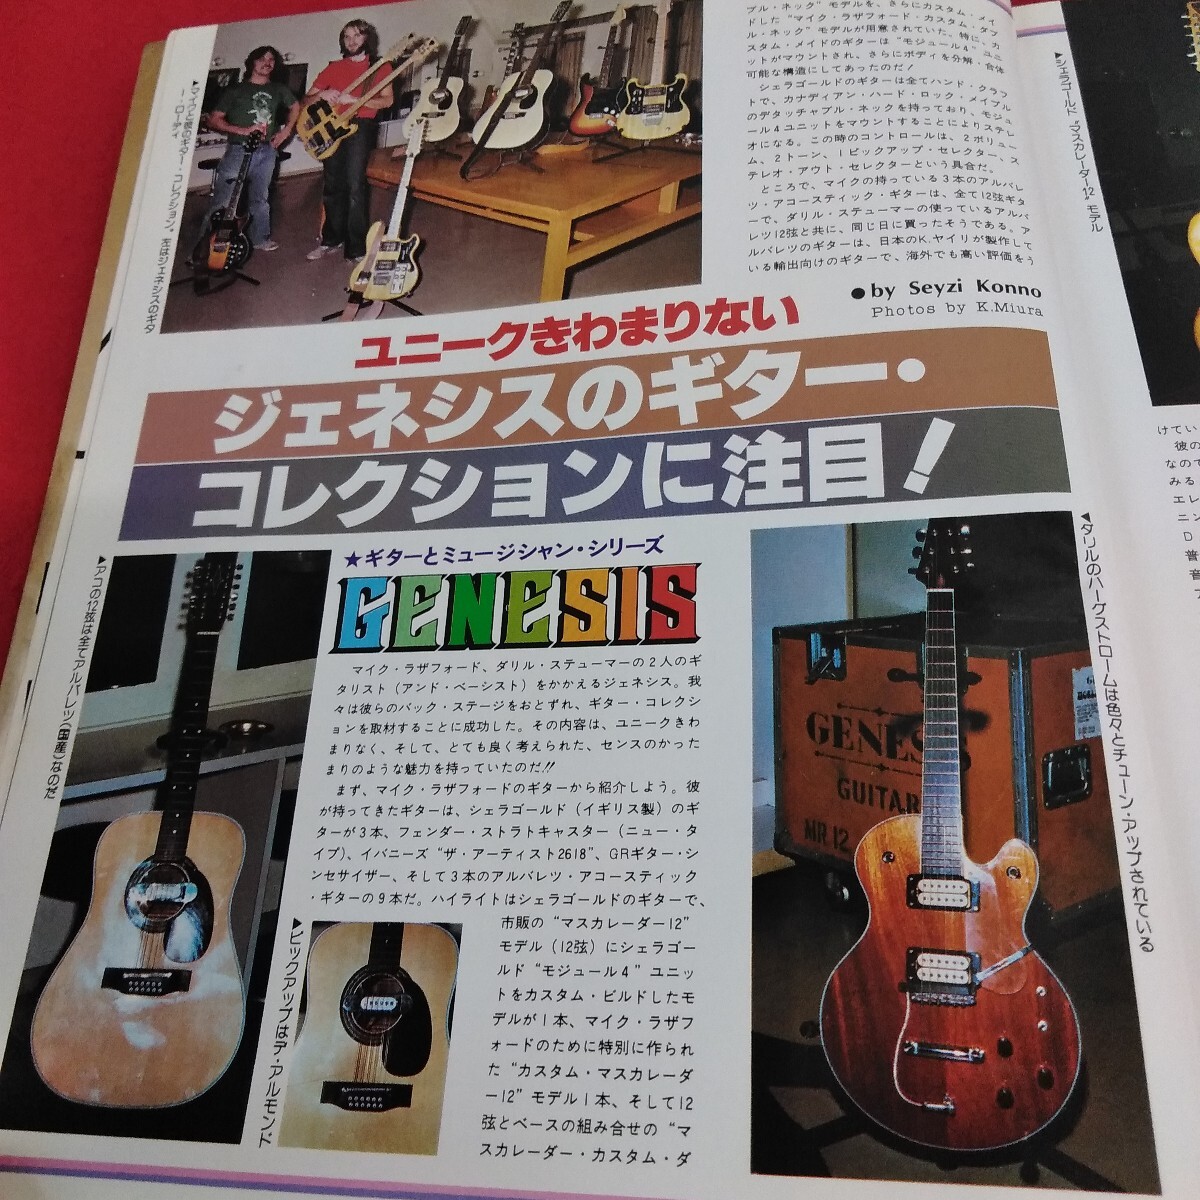 ユニークきわまりない
ジェネシスのギター・
コレクションに注目!
●by Seyzi Konno
Photos by K.Miura
▼マイクと彼のギター・コレクション。左はジェネシスのギタ
ー・ローディ
★ギターとミュージシャン・シリーズ
GENESIS
マイク・ラザフォード、ダリル・ステューマーの2人のギ
タリスト(アンド・ベーシスト)をかかえるジェネシス。我
々は彼らのバック・ステージをおとずれ、ギター・コレクシ
ョンを取材することに成功した。その内容は、ユニークきわ
まりなく、そして、とても良く考えられた、センスのかった
まりのような魅力を持っていたのだ!!
まず、マイク・ラザフォードのギターから紹介しよう。彼
が持ってきたギターは、シェラゴールド(イギリス製)のギ
ターが3本、フェンダー・ストラトキャスター(ニュー・タ
イプ)、イバニーズ“ザ・アーティスト2618”、GRギター・シ
ンセサイザー、そして3本のアルバレツ・アコースティック
・ギターの9本だ。ハイライトはシェラゴールドのギターで、
市販の“マスカレーダー12”
モデル(12弦)にシェラゴー
ルド“モジュール4”ユニッ
トをカスタム・ビルドしたモ
デルが1本、マイク・ラザフ
ォードのために特別に作られ
た“カスタム・マスカレーダ
ー12”モデル1本、そして12
弦とベースの組み合せの“マ
スカレーダー・カスタム・ダ
ブル・ネック”モデルを、さらにカスタム・メイ
ドした“マイク・ラザフォード・カスタム・ダブ
ル・ネック”モデルが用意されていた。特に、カ
スタム・メイドのギターは“モジュール4”ユニ
ットがマウントされ、さらにボディを分解・合体
可能な構造にしてあったのだ!
シェラゴールドのギターは全てハンド・クラフ
トで、カナディアン・ハード・ロック・メイプル
のデタッチャブル・ネックを持っており、モジュ
ール4ユニットをマウントすることによりステレ
オになる。この時のコントロールは、2ボリュー
ム、2トーン、1ピックアップ・セレクター、ス
テレオ・アウト・セレクターという具合だ。
ところで、マイクの持っている3本のアルバレ
ツ・アコースティック・ギターは、全て12弦ギタ
ーで、ダリル・ステューマーの使っているアルバ
レツ12弦と共に、同じ日に買ったそうである。ア
ルバレツのギターは、日本のK.ヤイリが製作して
いる輸出向けのギターで、海外でも高い評価をう
▼アコの12弦は全てアルバレッツ(国産)なのだ
▼ピックアップはデ・アルモンド
▼ダリルのハーグストロームは色々とチューン・アップされている
GENESIS
GUITAR
NR.12
▼シェラゴールド“マスカレーダー12”モデル
けてい
彼の
なので
みる
エレ
ニン
D
普
音